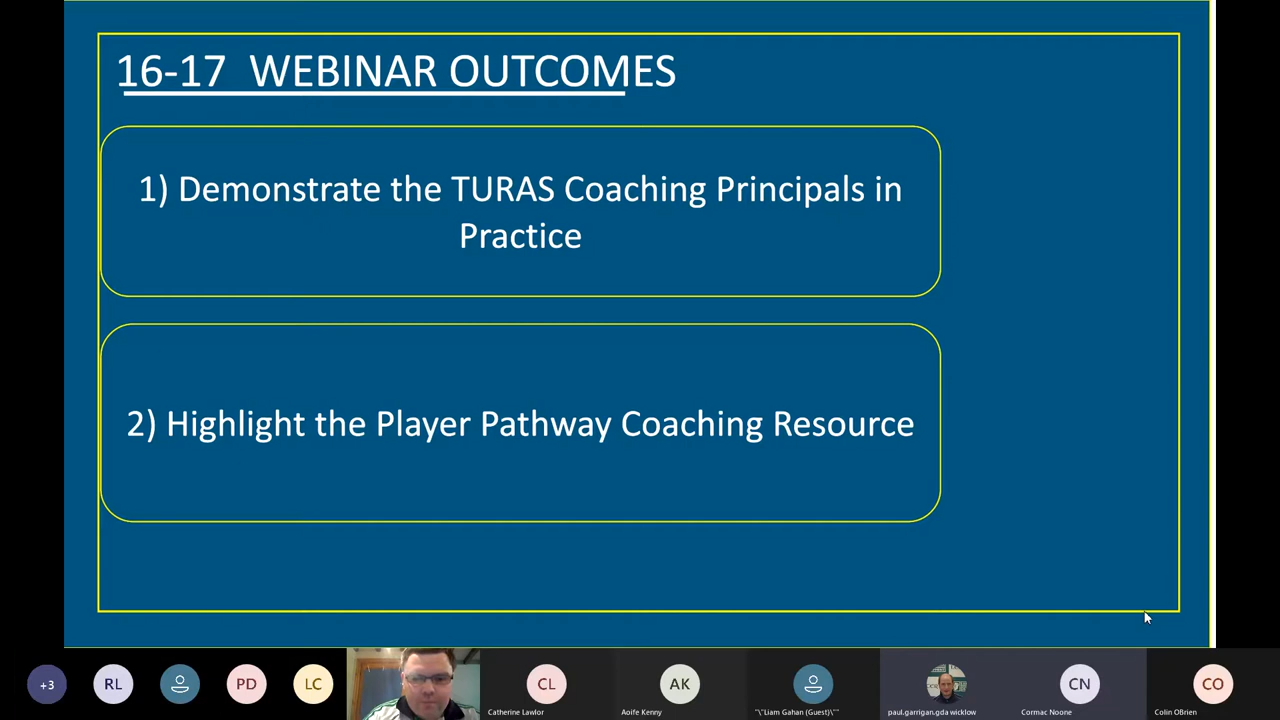 16-17 WEBINAR OUTCOMES
1) Demonstrate the TURAS Coaching Principals in
Practice
2) Highlight the Player Pathway Coaching Resource
+3
RL
PD
LC
CL
AK
CN
CO
Catherine Lawlor
Aoife Kenny
"\"Liam Gahan (Guest)\""
paul.garrigan.gda wicklow
Cormac Noone
Colin OBrien